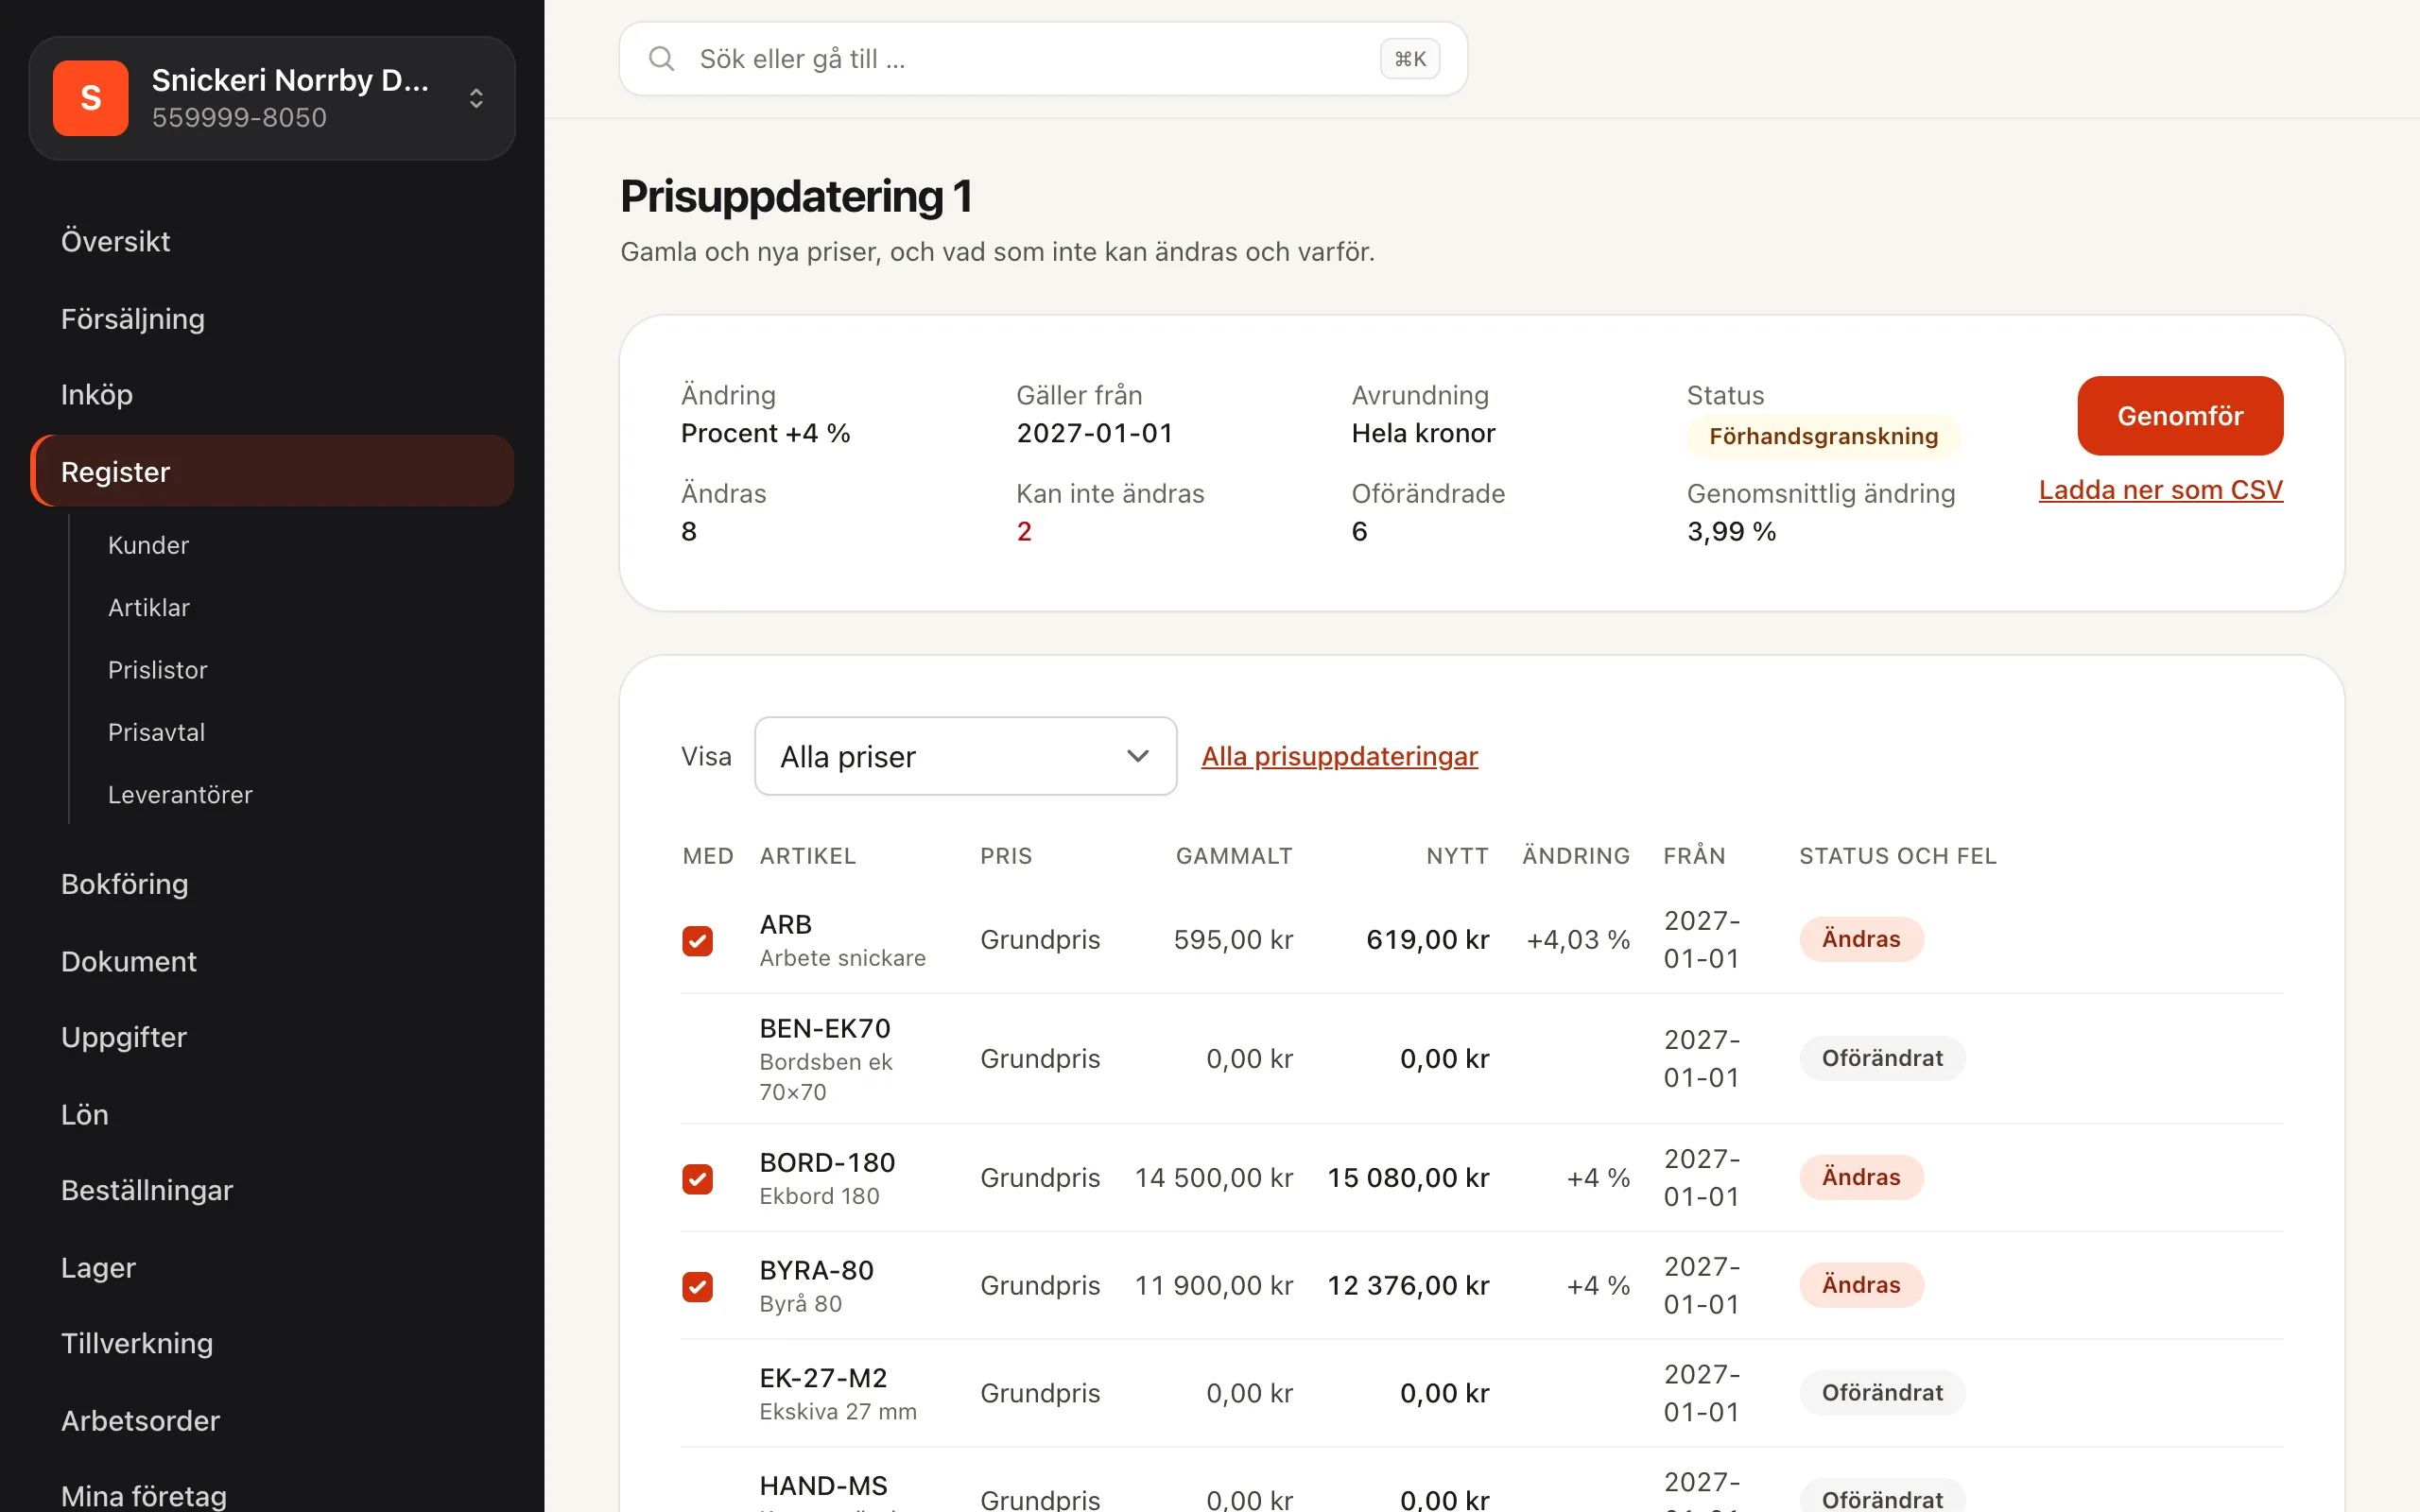 S
Snickeri Norrby D...
559999-8050
Översikt
Försäljning
Inköp
Register
Kunder
Artiklar
Prislistor
Prisavtal
Leverantörer
Bokföring
Dokument
Uppgifter
Lön
Beställningar
Lager
Tillverkning
Arbetsorder
Mina företag
Sök eller gå till ...
⌘K
Prisuppdatering 1
Gamla och nya priser, och vad som inte kan ändras och varför.
Ändring
Procent +4 %
Gäller från
2027-01-01
Avrundning
Hela kronor
Status
Förhandsgranskning
Genomför
Ändras
8
Kan inte ändras
2
Oförändrade
6
Genomsnittlig ändring
3,99 %
Ladda ner som CSV
Visa
Alla priser
Alla prisuppdateringar
MED ARTIKEL PRIS GAMMALT NYTT ÄNDRING FRÅN STATUS OCH FEL
ARB
Arbete snickare
Grundpris 595,00 kr 619,00 kr +4,03 %
2027-
01-01
Ändras
BEN-EK70
Bordsben ek
70×70
Grundpris 0,00 kr 0,00 kr
2027-
01-01
Oförändrat
BORD-180
Ekbord 180
Grundpris 14 500,00 kr 15 080,00 kr +4 %
2027-
01-01
Ändras
BYRA-80
Byrå 80
Grundpris 11 900,00 kr 12 376,00 kr +4 %
2027-
01-01
Ändras
EK-27-M2
Ekskiva 27 mm
Grundpris 0,00 kr 0,00 kr
2027-
01-01
Oförändrat
HAND-MS
Grundpris 0,00 kr 0,00 kr
2027-
Oförändrat